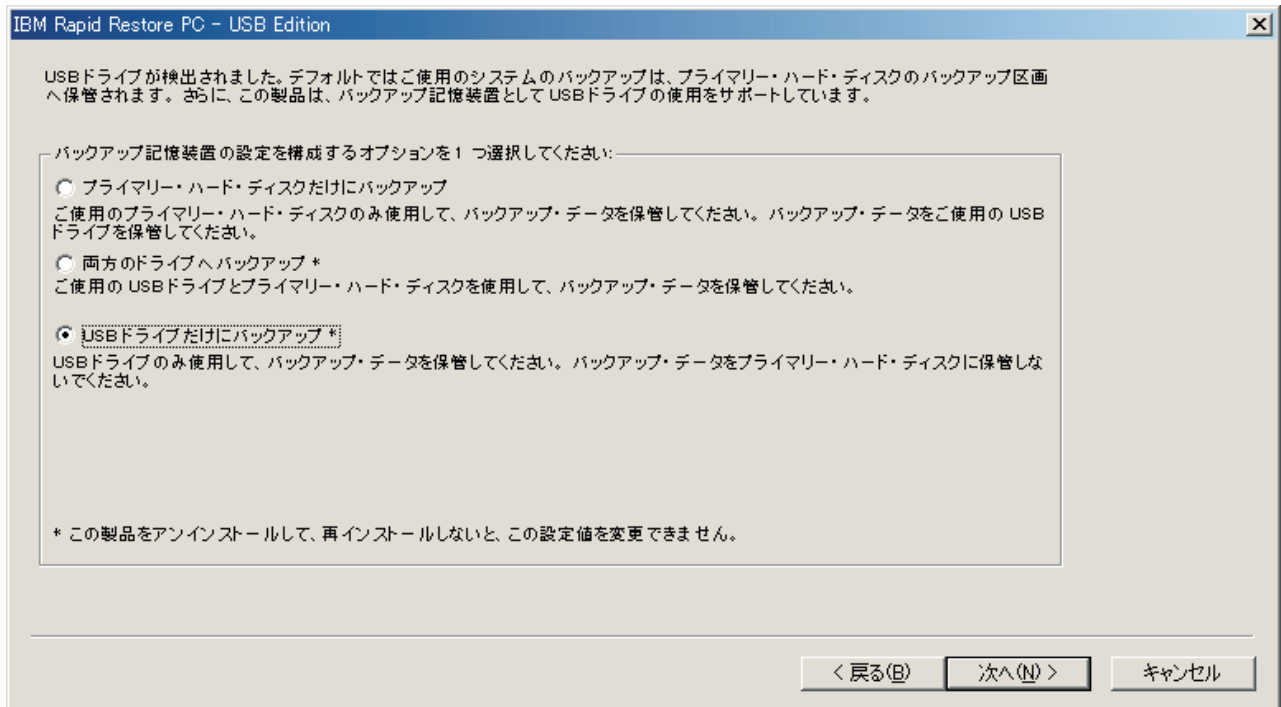 IBM Rapid Restore PC - USB Edition
USBドライブが検出されました。デフォルトではご使用のシステムのバックアップは、プライマリー・ハード・ディスクのバックアップ区画
へ保管されます。さらに、この製品は、バックアップ記憶装置としてUSBドライブの使用をサポートしています。
バックアップ記憶装置の設定を構成するオプションを1 つ選択してください:
プライマリー・ハード・ディスクだけにバックアップ
ご使用のプライマリー・ハード・ディスクのみ使用して、バックアップ・データを保管してください。バックアップ・データをご使用の USB
ドライブを保管してください。
両方のドライブへバックアップ *
ご使用の USBドライブとプライマリー・ハード・ディスクを使用して、バックアップ・データを保管してください。
USBドライブだけにバックアップ *
USBドライブのみ使用して、バックアップ・データを保管してください。バックアップ・データをプライマリー・ハード・ディスクに保管しな
いでください。
* この製品をアンインストールして、再インストールしないと、この設定値を変更できません。
< 戻る(B)
次へ(N) >
キャンセル